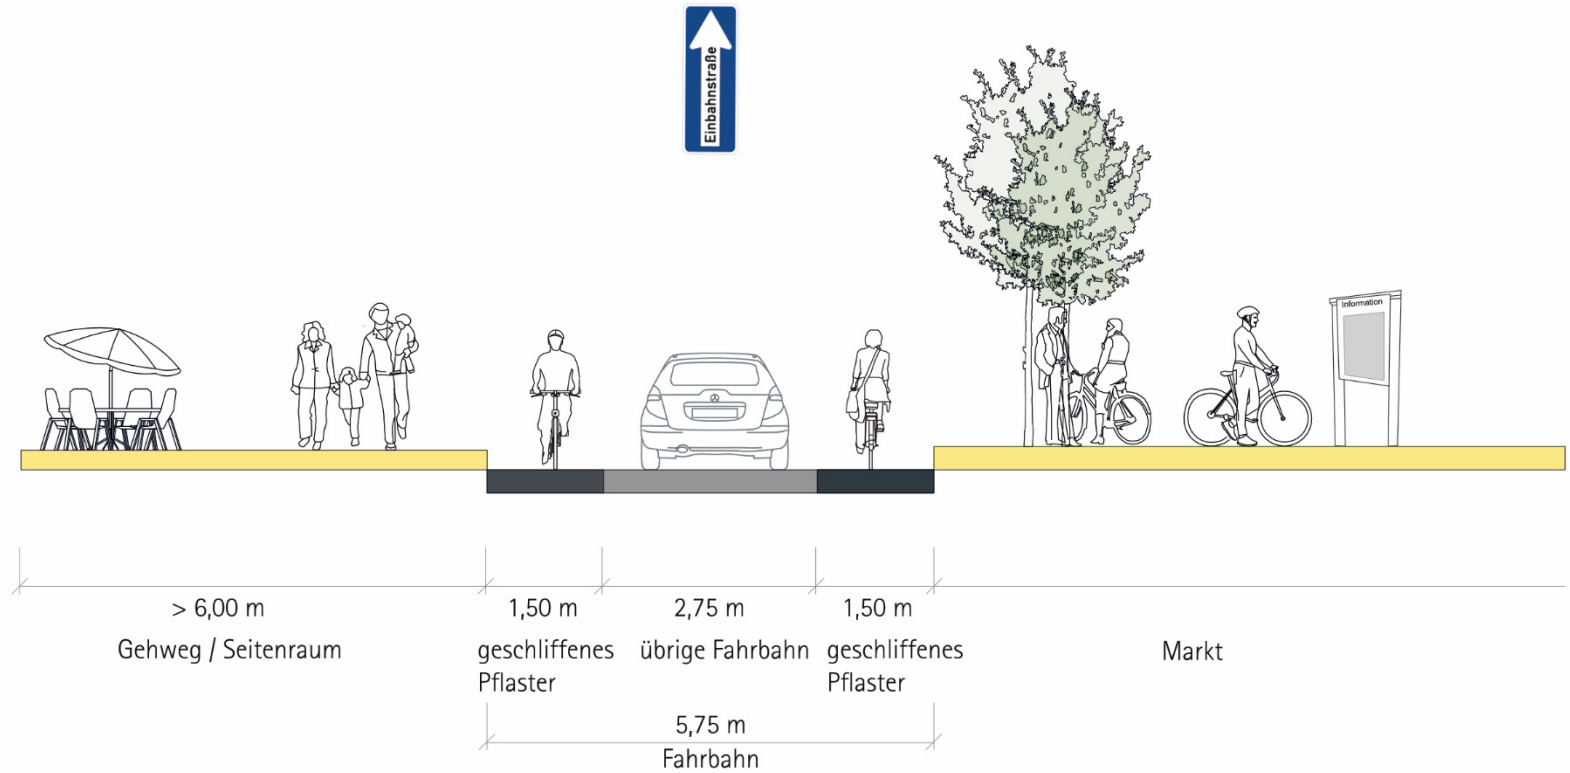 Einbahnstraße
Information
> 6,00 m
1,50 m
2,75 m
1,50 m
Gehweg / Seitenraum
geschliffenes
Pflaster
übrige Fahrbahn
geschliffenes
Pflaster
Markt
5,75 m
Fahrbahn